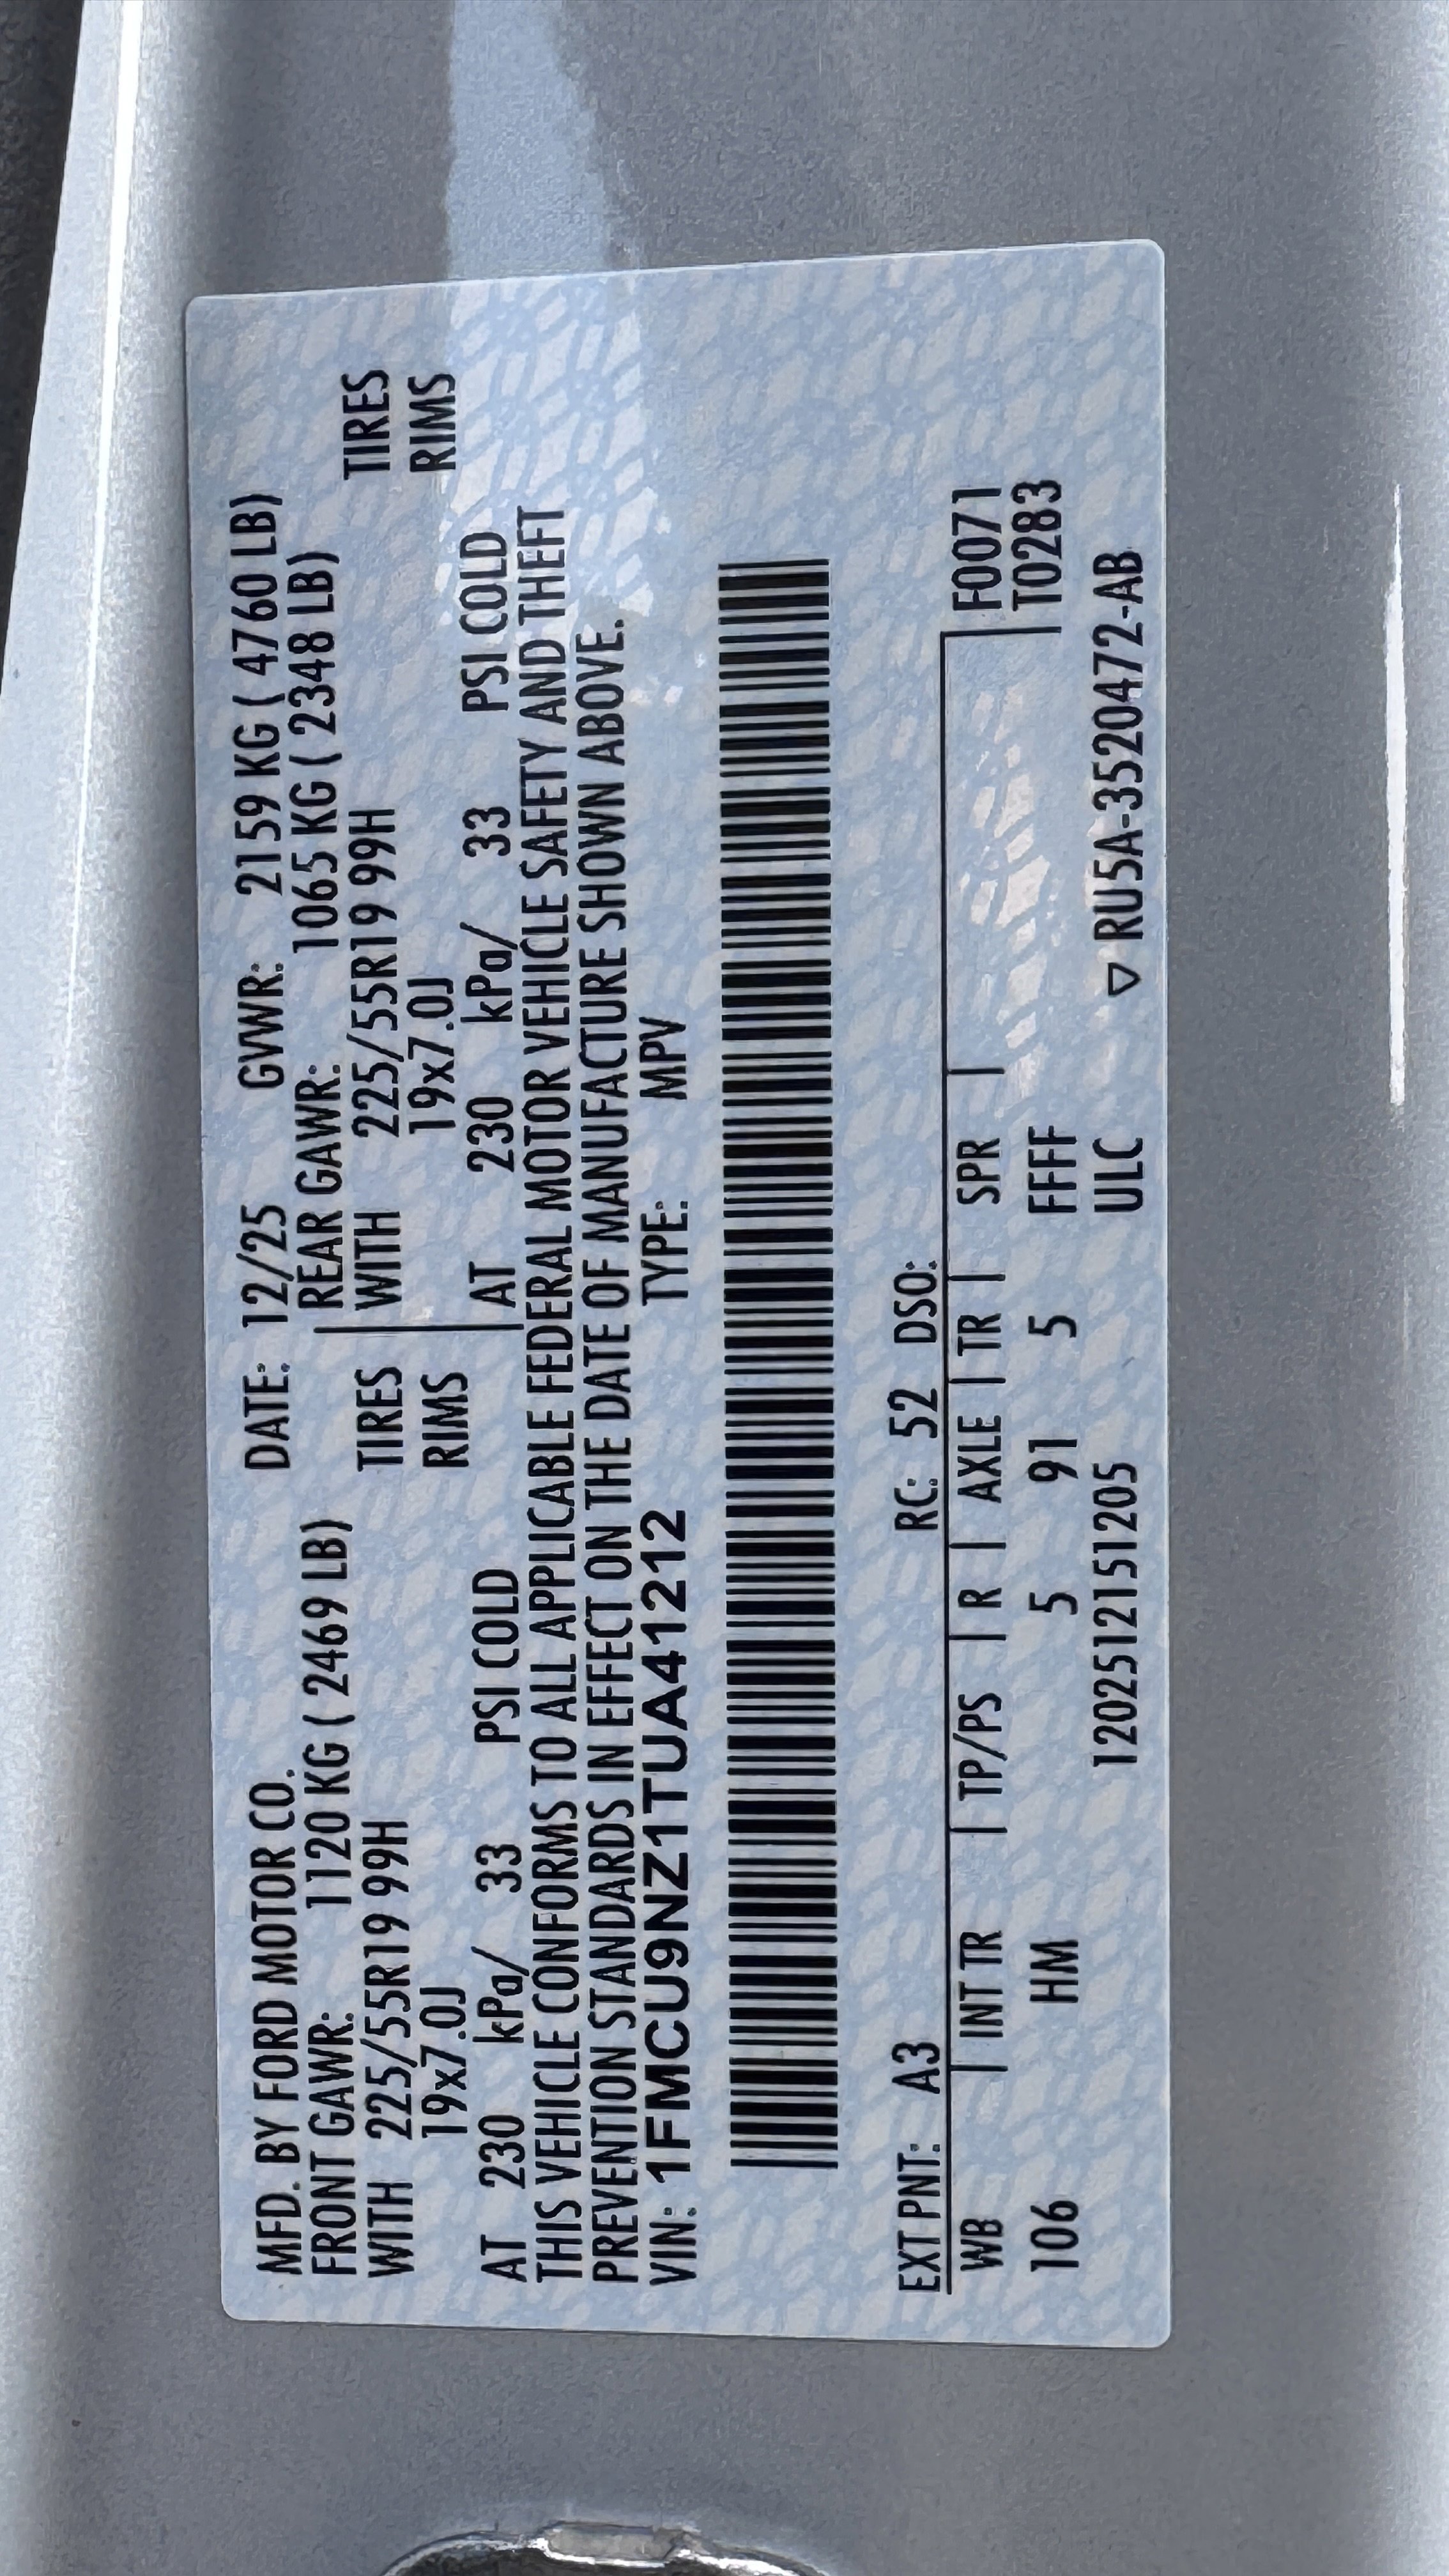 MFD. BY FORD MOTOR CO. DATE: 12/25 GVWR: 2159 KG ( 4760 LB)
FRONT GAWR: 1120 KG ( 2469 LB) REAR GAWR: 1065 KG ( 2348 LB)
WITH 225/55R19 99H TIRES WITH 225/55R19 99H TIRES
19x7.0J RIMS 19x7.0J RIMS
AT 230 kPa/ 33 PSI COLD AT 230 kPa/ 33 PSI COLD
THIS VEHICLE CONFORMS TO ALL APPLICABLE FEDERAL MOTOR VEHICLE SAFETY AND THEFT
PREVENTION STANDARDS IN EFFECT ON THE DATE OF MANUFACTURE SHOWN ABOVE.
VIN: 1FMCU9NZ1TUA41212 TYPE: MPV
EXT PNT: A3 RC: 52 DSO:
WB | INT TR | TP/PS | R | AXLE | TR | SPR | F0071
106 HM 5 91 5 FFFF T0283
1202512151205 ULC ▽ RU5A-3520472-AB